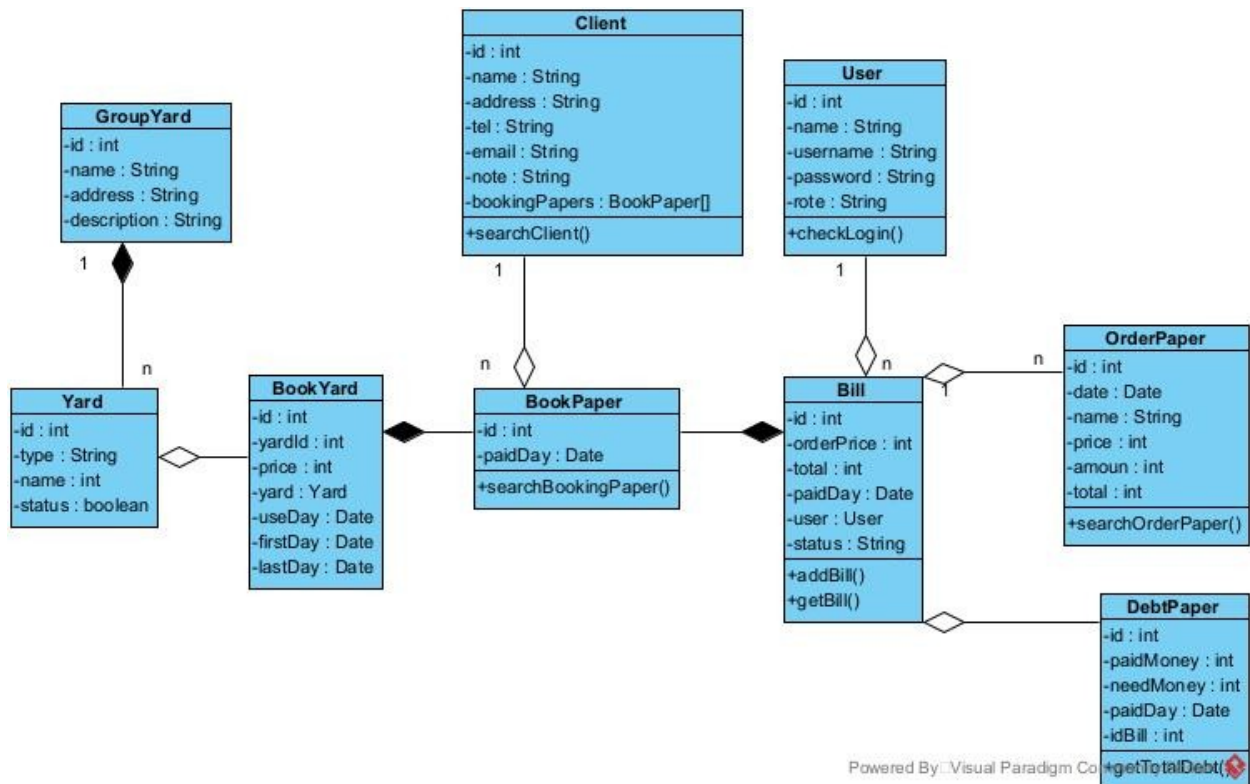 Client
-id : int
-name : String
-address : String
-tel : String
-email : String
-note : String
-bookingPapers : BookPaper[]
+searchClient()
1
n
User
-id : int
-name : String
-username : String
-password : String
-rote : String
+checkLogin()
1
n
GroupYard
-id : int
-name : String
-address : String
-description : String
1
n
Yard
-id : int
-type : String
-name : int
-status : boolean
BookYard
-id : int
-yardId : int
-price : int
-yard : Yard
-useDay : Date
-firstDay : Date
-lastDay : Date
BookPaper
-id : int
-paidDay : Date
+searchBookingPaper()
Bill
-id : int
-orderPrice : int
-total : int
-paidDay : Date
-user : User
-status : String
+addBill()
+getBill()
1
n
OrderPaper
-id : int
-date : Date
-name : String
-price : int
-amoun : int
-total : int
+searchOrderPaper()
DebtPaper
-id : int
-paidMoney : int
-needMoney : int
-paidDay : Date
-idBill : int
+getTotalDebt()
Powered By Visual Paradigm